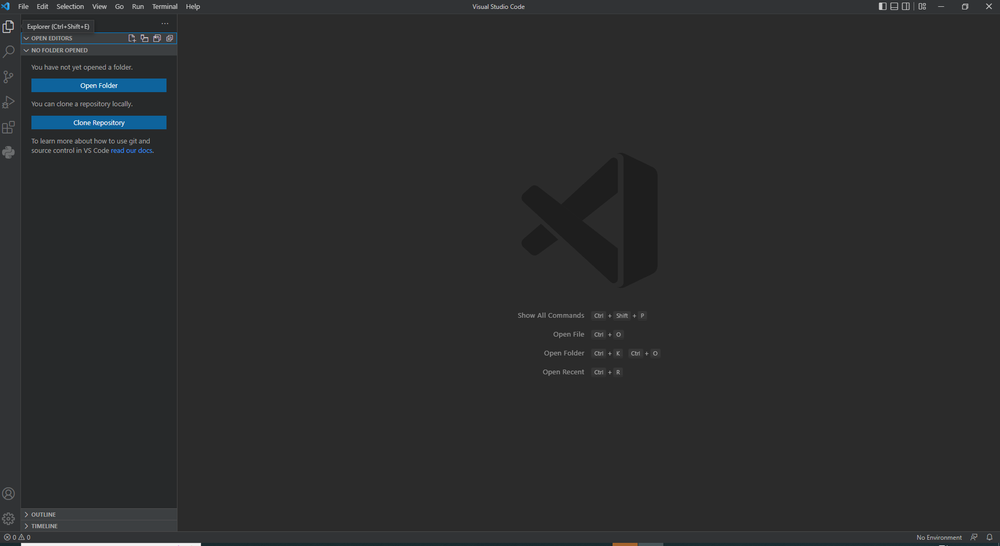 File Edit Selection View Go Run Terminal Help
Visual Studio Code
Explorer (Ctrl+Shift+E)
OPEN EDITORS
NO FOLDER OPENED
You have not yet opened a folder.
Open Folder
You can clone a repository locally.
Clone Repository
To learn more about how to use git and
source control in VS Code read our docs.
Show All Commands Ctrl + Shift + P
Open File Ctrl + O
Open Folder Ctrl + K Ctrl + O
Open Recent Ctrl + R
OUTLINE
TIMELINE
0 0
No Environment